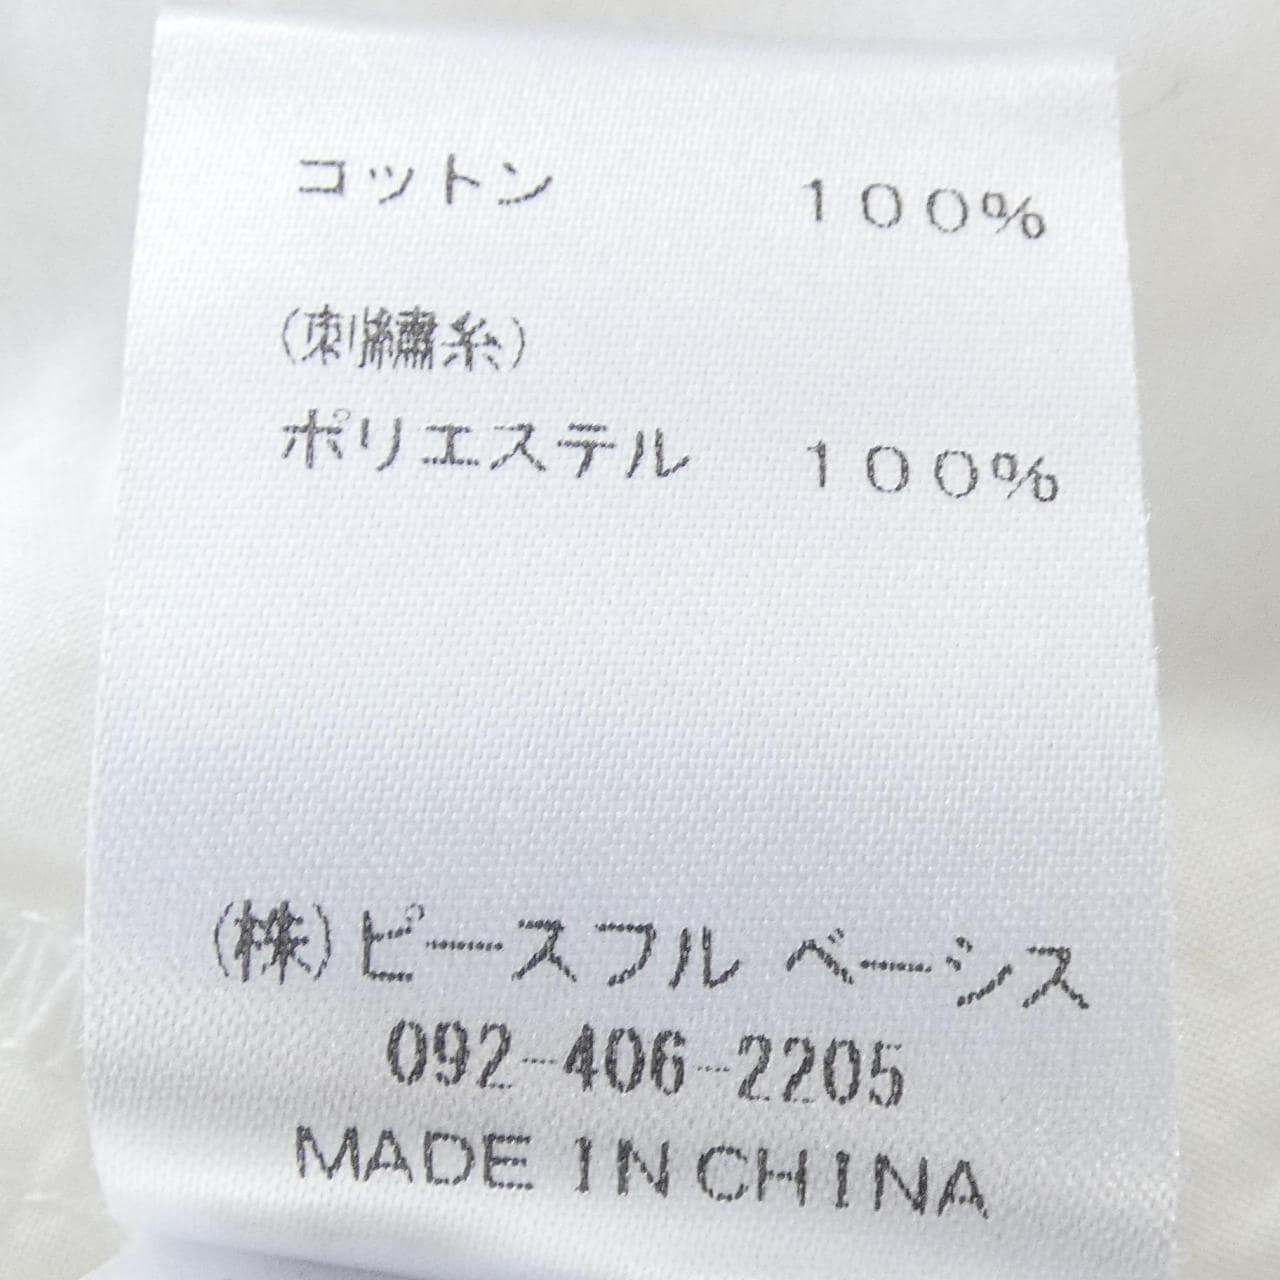 コットン 100%
(刺繍糸)
ポリエステル 100%
(株)ピースフル ベーシス
092-406-2205
MADE IN CHINA